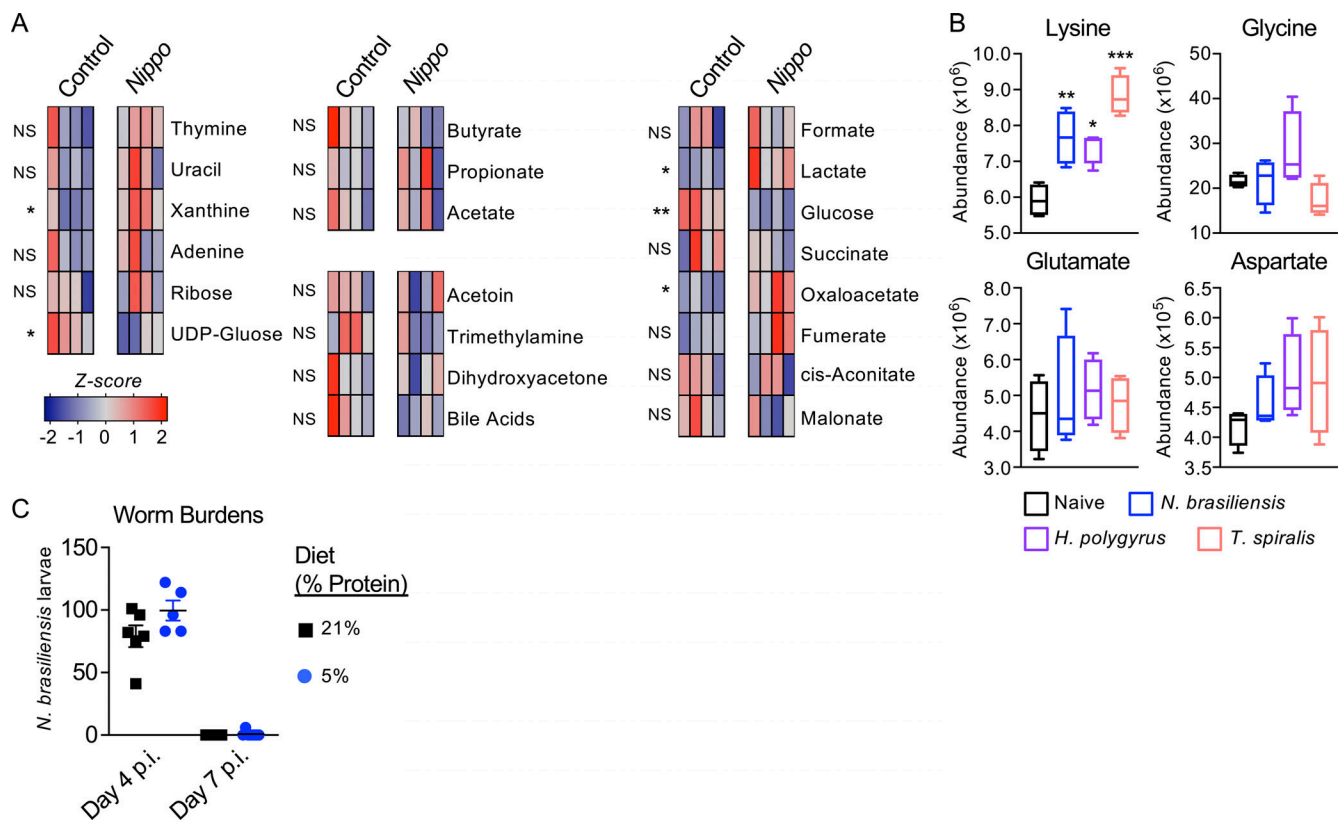 A
Control
Nippo
NS
Thymine
NS
Uracil
*
Xanthine
NS
Adenine
NS
Ribose
*
UDP-Gluose
Z-score
-2 -1 0 1 2
Control
Nippo
NS
Butyrate
NS
Propionate
NS
Acetate
NS
Acetoin
NS
Trimethylamine
NS
Dihydroxyacetone
NS
Bile Acids
Control
Nippo
NS
Formate
*
Lactate
**
Glucose
NS
Succinate
*
Oxaloacetate
NS
Fumerate
NS
cis-Aconitate
NS
Malonate
B
Lysine
Abundance (x10⁶)
10.0
9.0
8.0
7.0
6.0
5.0
**
*
***
Glycine
Abundance (x10⁶)
50
40
30
20
10
Glutamate
Abundance (x10⁶)
8.0
7.0
6.0
5.0
4.0
3.0
Aspartate
Abundance (x10⁵)
6.5
6.0
5.5
5.0
4.5
4.0
3.5
Naive
N. brasiliensis
H. polygyrus
T. spiralis
C
Worm Burdens
N. brasiliensis larvae
150
100
50
0
Day 4 p.i.
Day 7 p.i.
Diet
(% Protein)
21%
5%